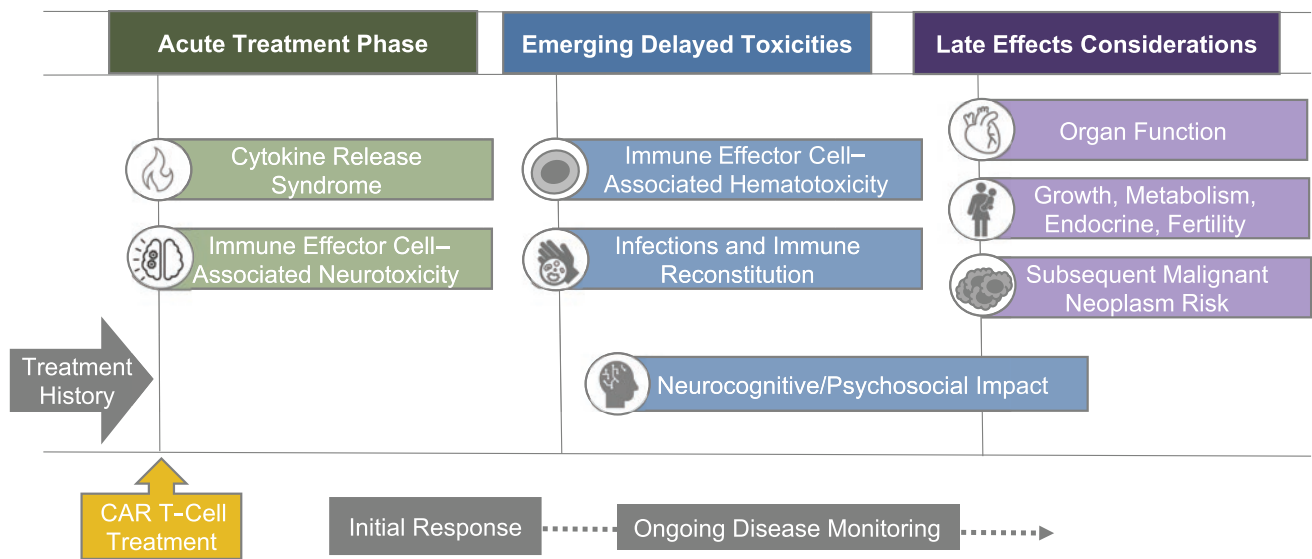 Acute Treatment Phase
Emerging Delayed Toxicities
Late Effects Considerations
Cytokine Release
Syndrome
Immune Effector Cell–
Associated Neurotoxicity
Immune Effector Cell–
Associated Hematotoxicity
Infections and Immune
Reconstitution
Organ Function
Growth, Metabolism,
Endocrine, Fertility
Subsequent Malignant
Neoplasm Risk
Neurocognitive/Psychosocial Impact
Treatment
History
CAR T–Cell
Treatment
Initial Response
Ongoing Disease Monitoring